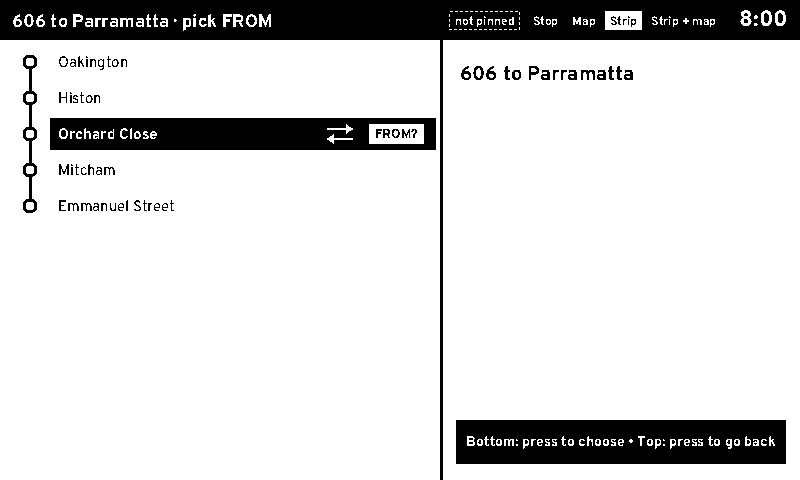 606 to Parramatta · pick FROM
not pinned Stop Map Strip Strip + map 8:00
Oakington
Histon
Orchard Close FROM?
Mitcham
Emmanuel Street
606 to Parramatta
Bottom: press to choose • Top: press to go back